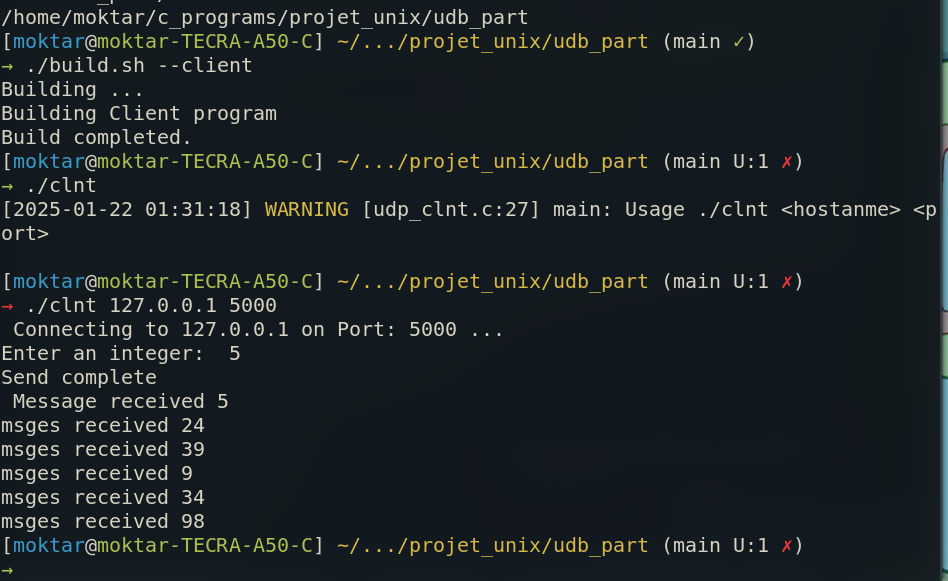 /home/moktar/c_programs/projet_unix/udb_part
[moktar@moktar-TECRA-A50-C] ~/.../projet_unix/udb_part (main ✓)
→ ./build.sh --client
Building ...
Building Client program
Build completed.
[moktar@moktar-TECRA-A50-C] ~/.../projet_unix/udb_part (main U:1 ✗)
→ ./clnt
[2025-01-22 01:31:18] WARNING [udp_clnt.c:27] main: Usage ./clnt <hostanme> <p
ort>
[moktar@moktar-TECRA-A50-C] ~/.../projet_unix/udb_part (main U:1 ✗)
→ ./clnt 127.0.0.1 5000
Connecting to 127.0.0.1 on Port: 5000 ...
Enter an integer:  5
Send complete
Message received 5
msges received 24
msges received 39
msges received 9
msges received 34
msges received 98
[moktar@moktar-TECRA-A50-C] ~/.../projet_unix/udb_part (main U:1 ✗)
→